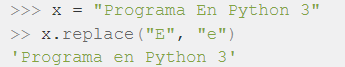 >>> x = "Programa En Python 3"
>> x.replace("E", "e")
'Programa en Python 3'